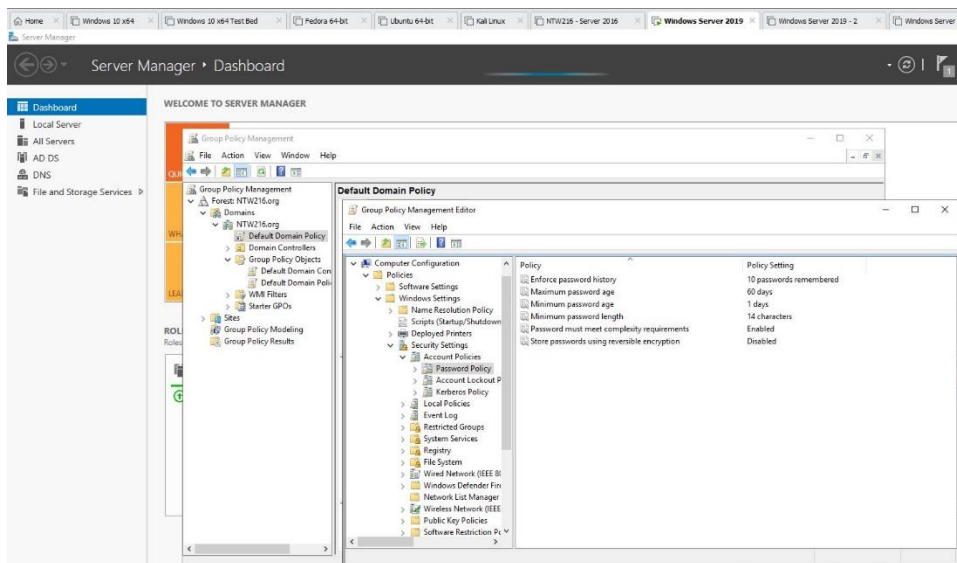 Home Windows 10 x64 Windows 10 x64 Test Bed Fedora 64-bit Ubuntu 64-bit Kali Linux NTW216 - Server 2016 Windows Server 2019 Windows Server 2019 - 2 Windows Server
Server Manager
Server Manager • Dashboard
1
Dashboard
Local Server
All Servers
AD DS
DNS
File and Storage Services
WELCOME TO SERVER MANAGER
QUI
WH
LEA
ROL
Roles
Group Policy Management
File Action View Window Help
Group Policy Management
Forest: NTW216.org
Domains
NTW216.org
Default Domain Policy
Domain Controllers
Group Policy Objects
Default Domain Con
Default Domain Poli
WMI Filters
Starter GPOs
Sites
Group Policy Modeling
Group Policy Results
Default Domain Policy
Group Policy Management Editor
File Action View Help
Computer Configuration
Policies
Software Settings
Windows Settings
Name Resolution Policy
Scripts (Startup/Shutdown
Deployed Printers
Security Settings
Account Policies
Password Policy
Account Lockout P
Kerberos Policy
Local Policies
Event Log
Restricted Groups
System Services
Registry
File System
Wired Network (IEEE 80
Windows Defender Fire
Network List Manager
Wireless Network (IEEE
Public Key Policies
Software Restriction Po
Policy Policy Setting
Enforce password history 10 passwords remembered
Maximum password age 60 days
Minimum password age 1 days
Minimum password length 14 characters
Password must meet complexity requirements Enabled
Store passwords using reversible encryption Disabled